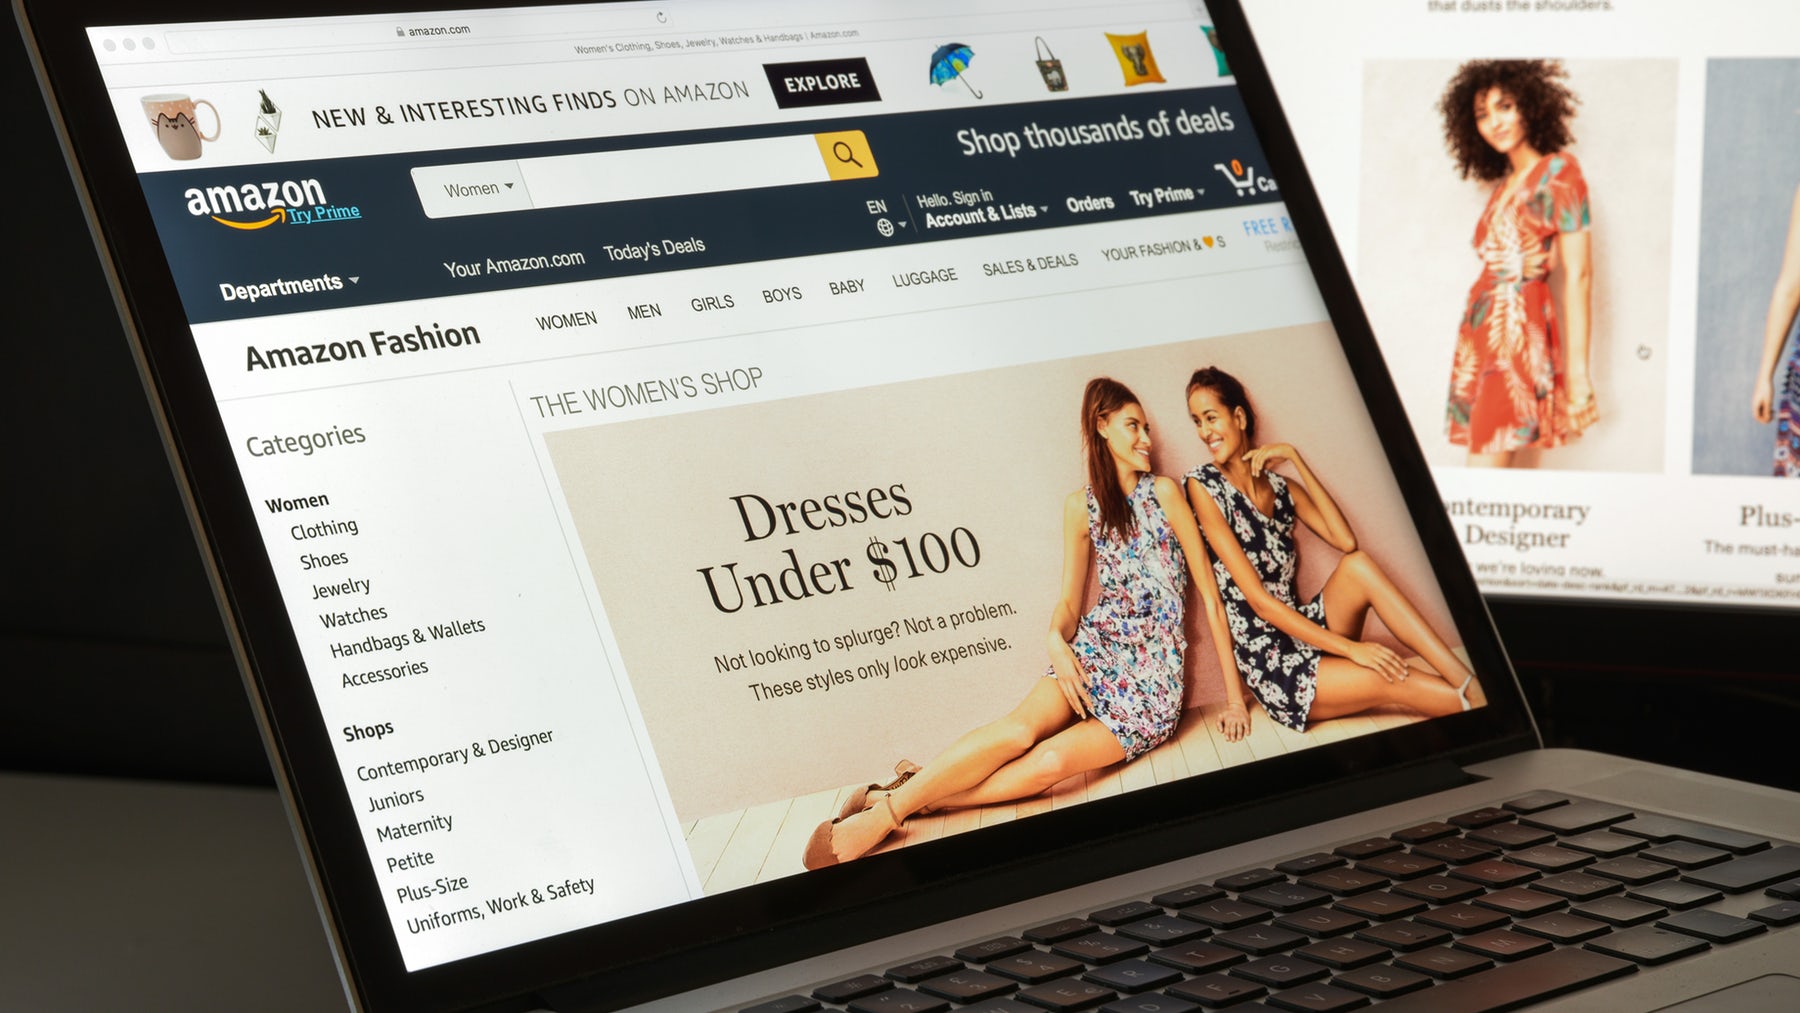 amazon.com
Women's Clothing, Shoes, Jewelry, Watches & Handbags | Amazon.com
NEW & INTERESTING FINDS ON AMAZON EXPLORE
amazon
Try Prime
Women
Shop thousands of deals
EN
Hello. Sign in
Account & Lists
Orders
Try Prime
0
Departments
Your Amazon.com
Today's Deals
Amazon Fashion
WOMEN
MEN
GIRLS
BOYS
BABY
LUGGAGE
SALES & DEALS
YOUR FASHION & 🧡 S
FREE
THE WOMEN'S SHOP
Categories
Women
Clothing
Shoes
Jewelry
Watches
Handbags & Wallets
Accessories
Shops
Contemporary & Designer
Juniors
Maternity
Petite
Plus-Size
Uniforms, Work & Safety
Dresses
Under $100
Not looking to splurge? Not a problem.
These styles only look expensive.
that dusts the shoulders.
ontemporary
Designer
we're loving now.
Plus-
The must-ha